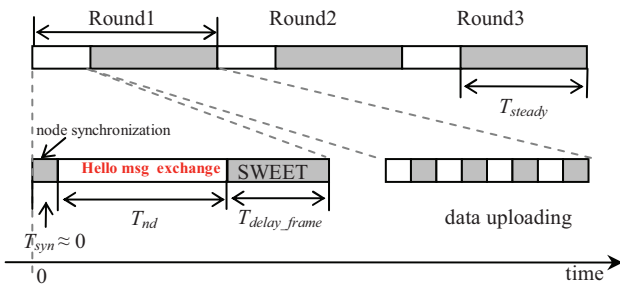 Round1 Round2 Round3
T_steady
node synchronization
Hello msg exchange SWEET
T_nd T_delay_frame data uploading
T_syn ≈ 0
0 time